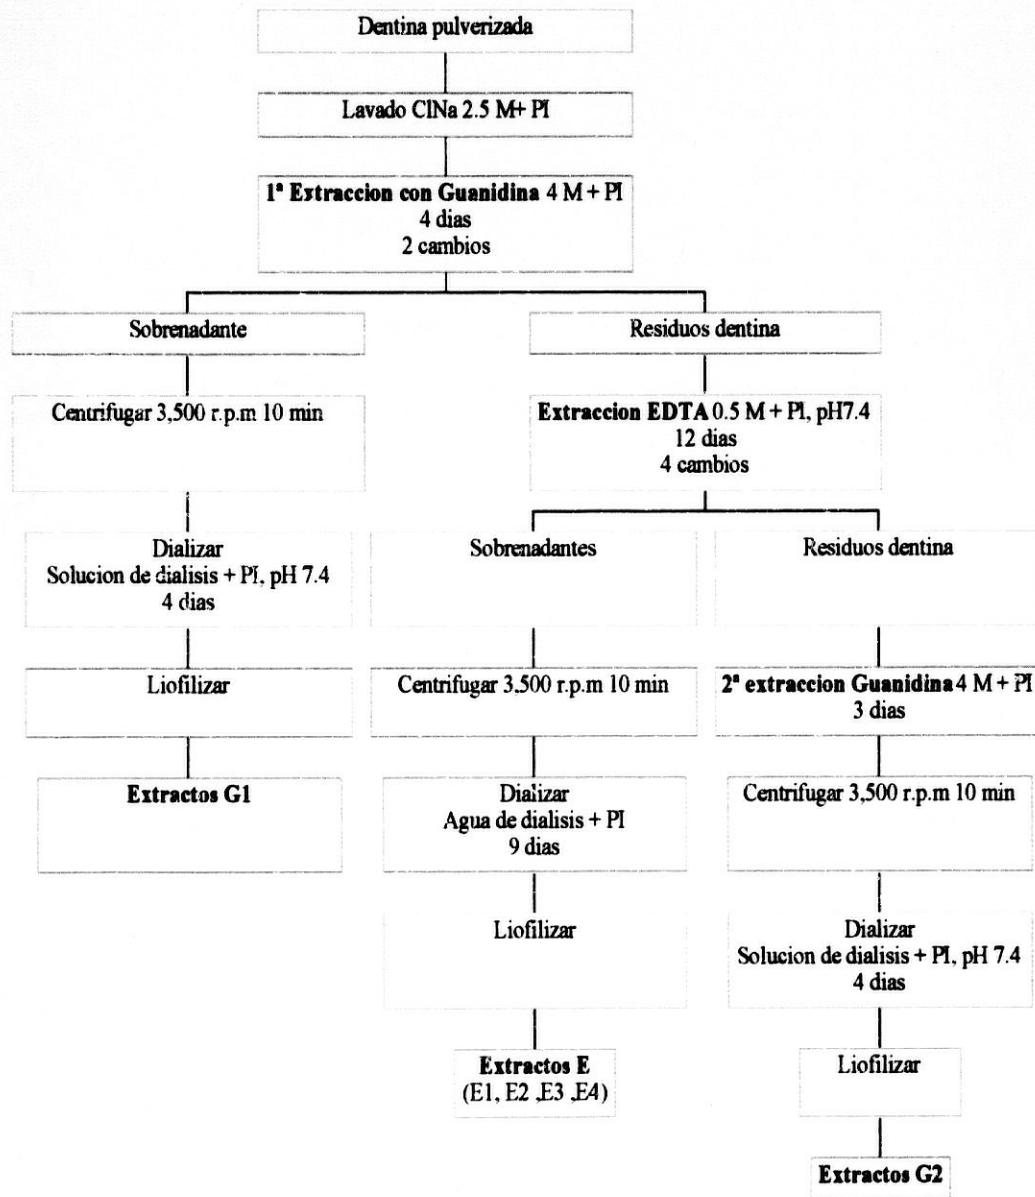 Dentina pulverizada
Lavado ClNa 2.5 M+ PI
1ª Extraccion con Guanidina 4 M + PI
4 dias
2 cambios
Sobrenadante
Centrifugar 3,500 r.p.m 10 min
Dializar
Solucion de dialisis + PI, pH 7.4
4 dias
Liofilizar
Extractos G1
Residuos dentina
Extraccion EDTA 0.5 M + PI, pH7.4
12 dias
4 cambios
Sobrenadantes
Centrifugar 3.500 r.p.m 10 min
Dializar
Agua de dialisis + PI
9 dias
Liofilizar
Extractos E
(E1, E2 ,E3 ,E4)
Residuos dentina
2ª extraccion Guanidina 4 M + PI
3 dias
Centrifugar 3,500 r.p.m 10 min
Dializar
Solucion de dialisis + PI, pH 7.4
4 dias
Liofilizar
Extractos G2